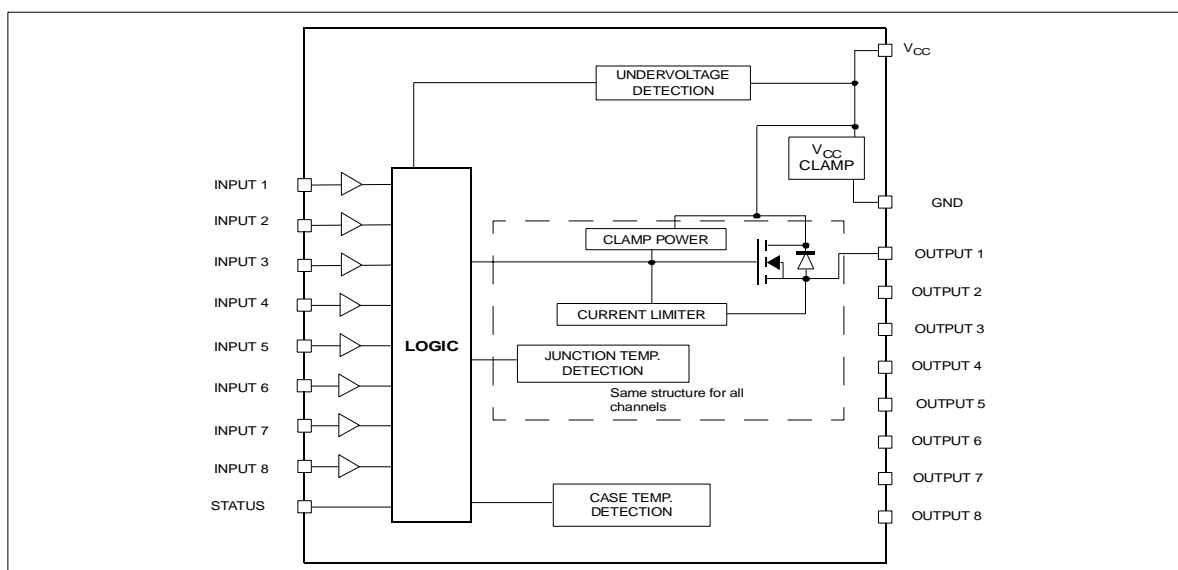 VCC
UNDERVOLTAGE
DETECTION
VCC
CLAMP
INPUT 1
INPUT 2
INPUT 3
INPUT 4
INPUT 5
INPUT 6
INPUT 7
INPUT 8
STATUS
LOGIC
CLAMP POWER
CURRENT LIMITER
JUNCTION TEMP.
DETECTION
Same structure for all
channels
CASE TEMP.
DETECTION
GND
OUTPUT 1
OUTPUT 2
OUTPUT 3
OUTPUT 4
OUTPUT 5
OUTPUT 6
OUTPUT 7
OUTPUT 8